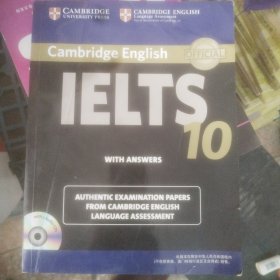 CAMBRIDGE
UNIVERSITY PRESS
CAMBRIDGE ENGLISH
Language Assessment
Cambridge English
OFFICIAL
IELTS
10
WITH ANSWERS
AUTHENTIC EXAMINATION PAPERS
FROM CAMBRIDGE ENGLISH
LANGUAGE ASSESSMENT